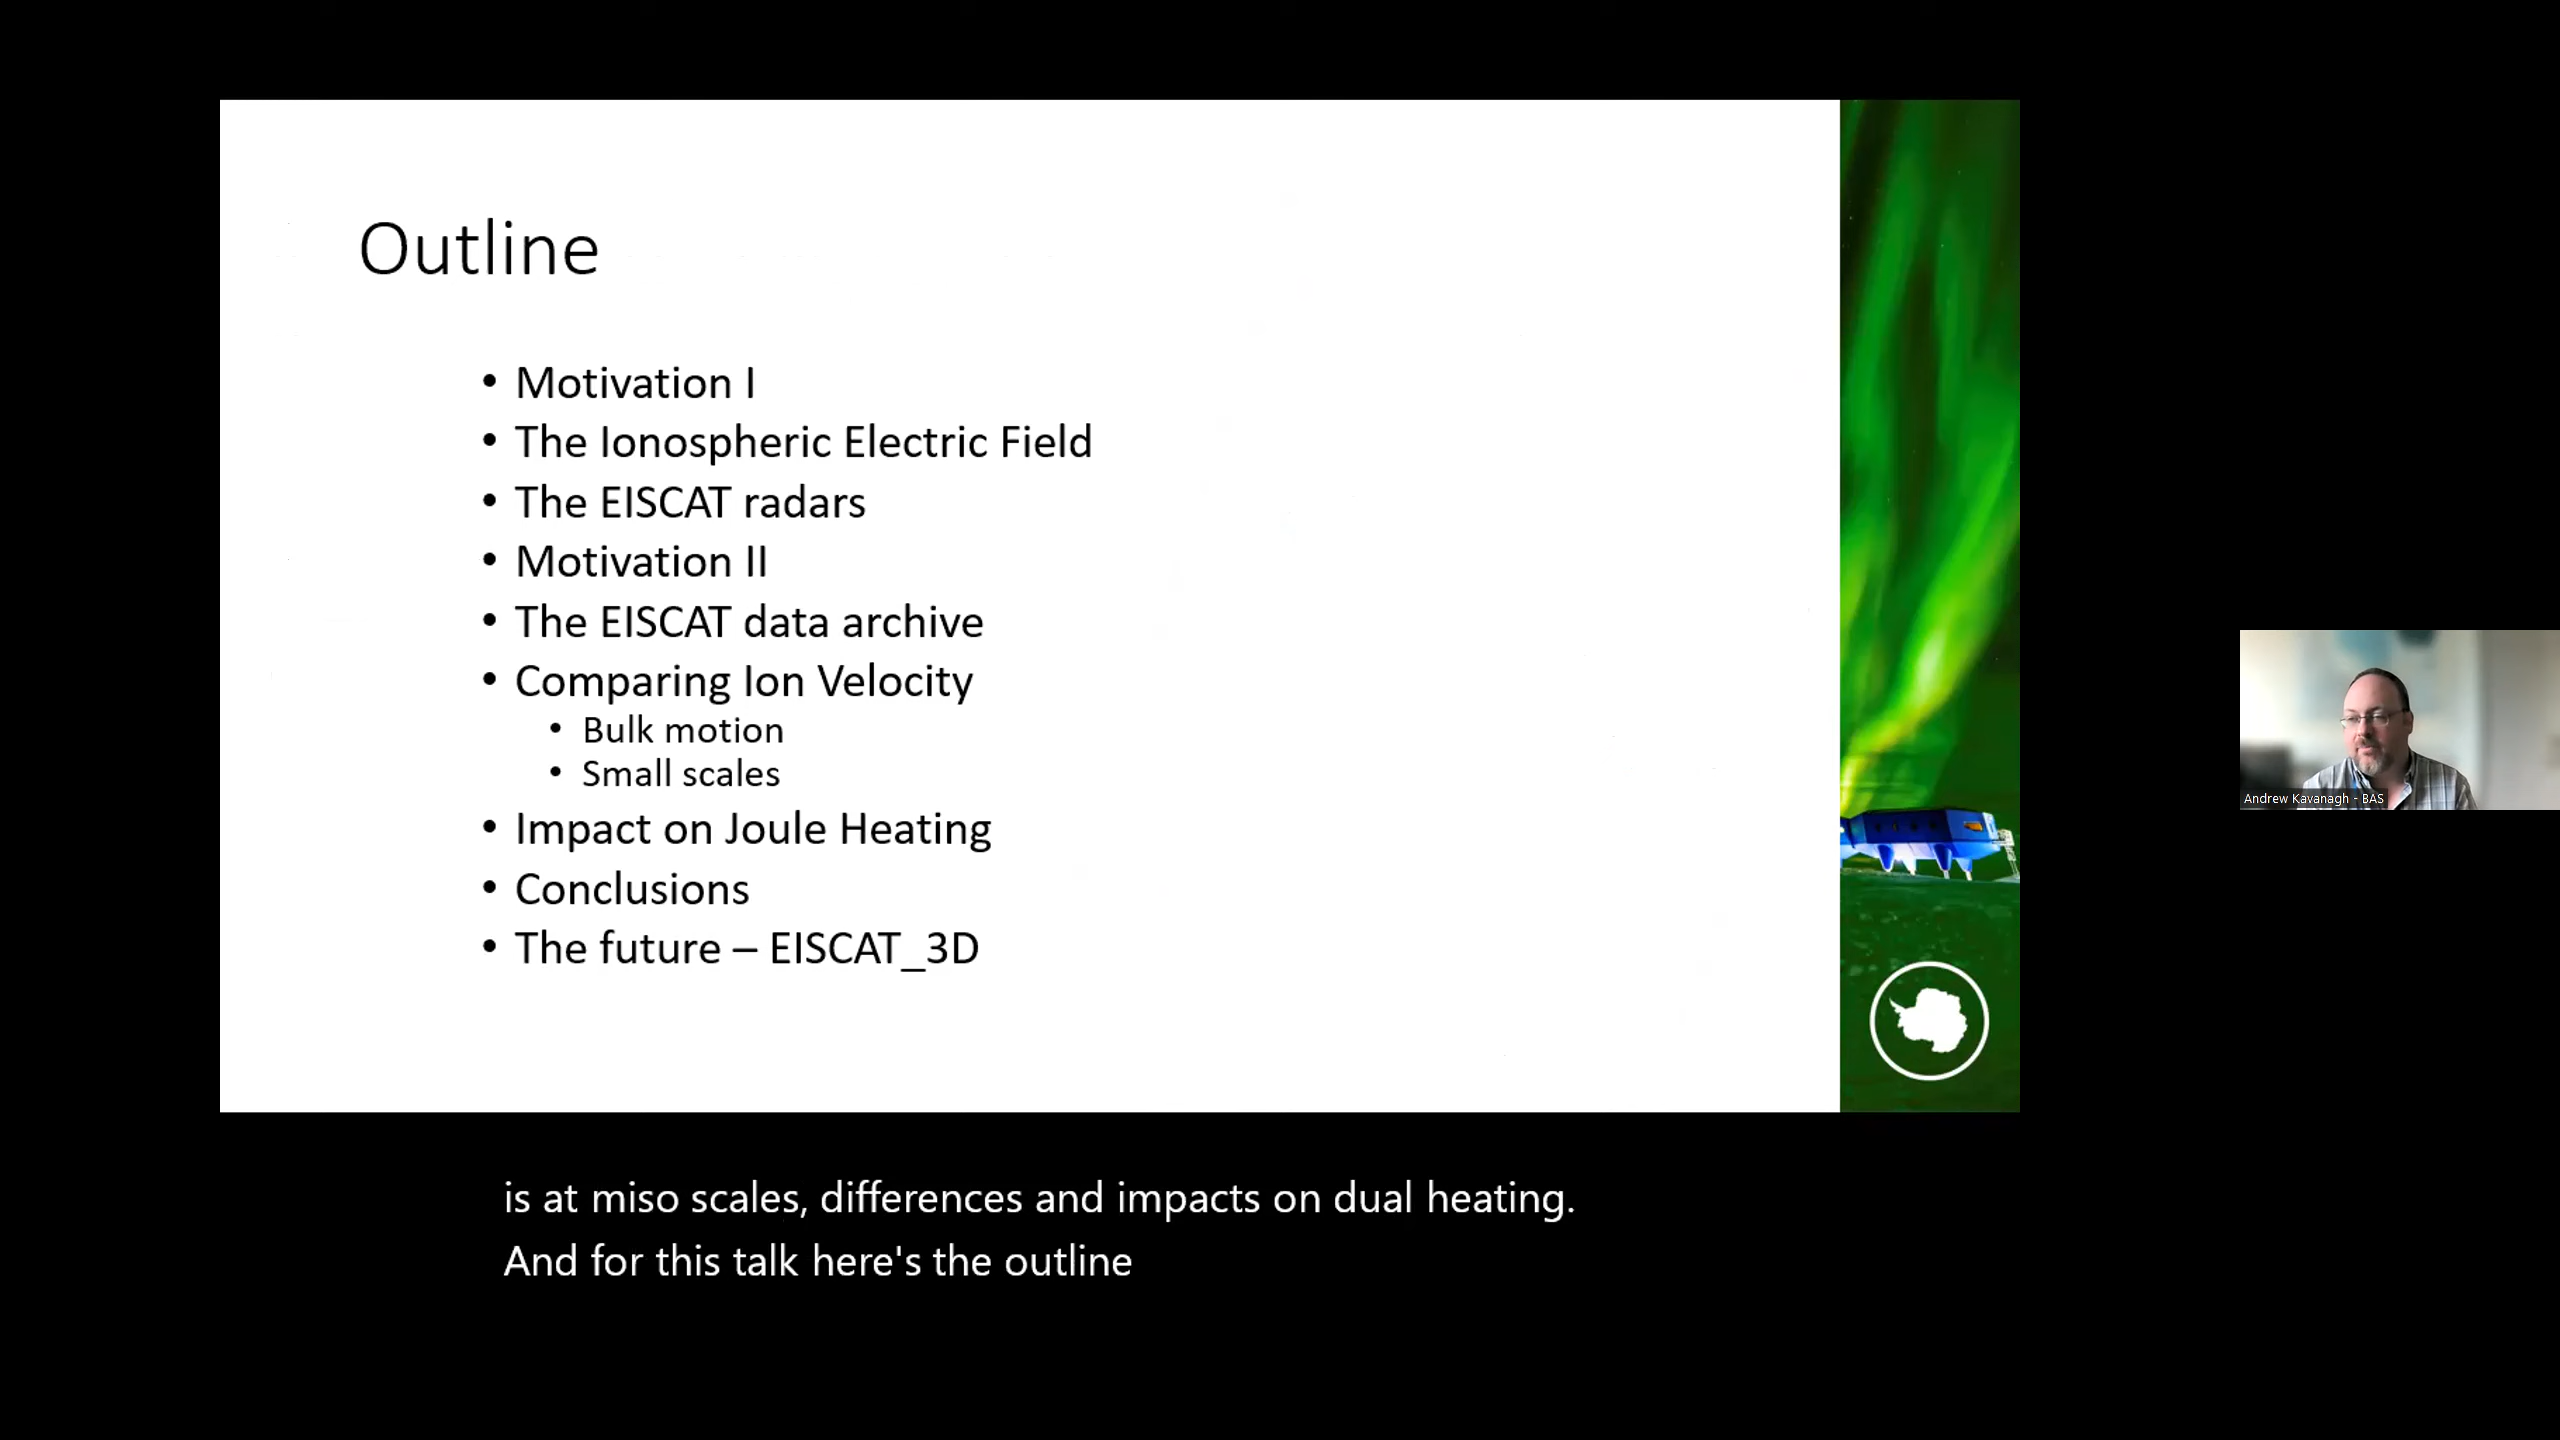 Outline
• Motivation I
• The Ionospheric Electric Field
• The EISCAT radars
• Motivation II
• The EISCAT data archive
• Comparing Ion Velocity
• Bulk motion
• Small scales
• Impact on Joule Heating
• Conclusions
• The future – EISCAT_3D
Andrew Kavanagh - BAS
is at miso scales, differences and impacts on dual heating.
And for this talk here's the outline